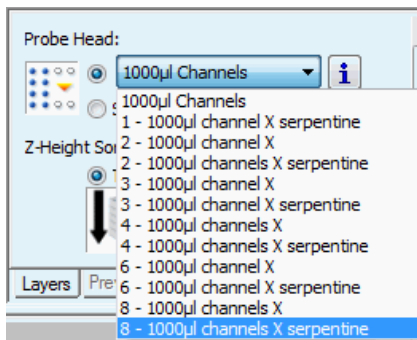 Probe Head:
1000µl Channels
i
1000µl Channels
1 - 1000µl channel X serpentine
2 - 1000µl channel X
2 - 1000µl channels X serpentine
3 - 1000µl channel X
3 - 1000µl channel X serpentine
4 - 1000µl channels X
4 - 1000µl channels X serpentine
6 - 1000µl channel X
6 - 1000µl channel X serpentine
8 - 1000µl channels X
8 - 1000µl channels X serpentine
Z-Height
Layers